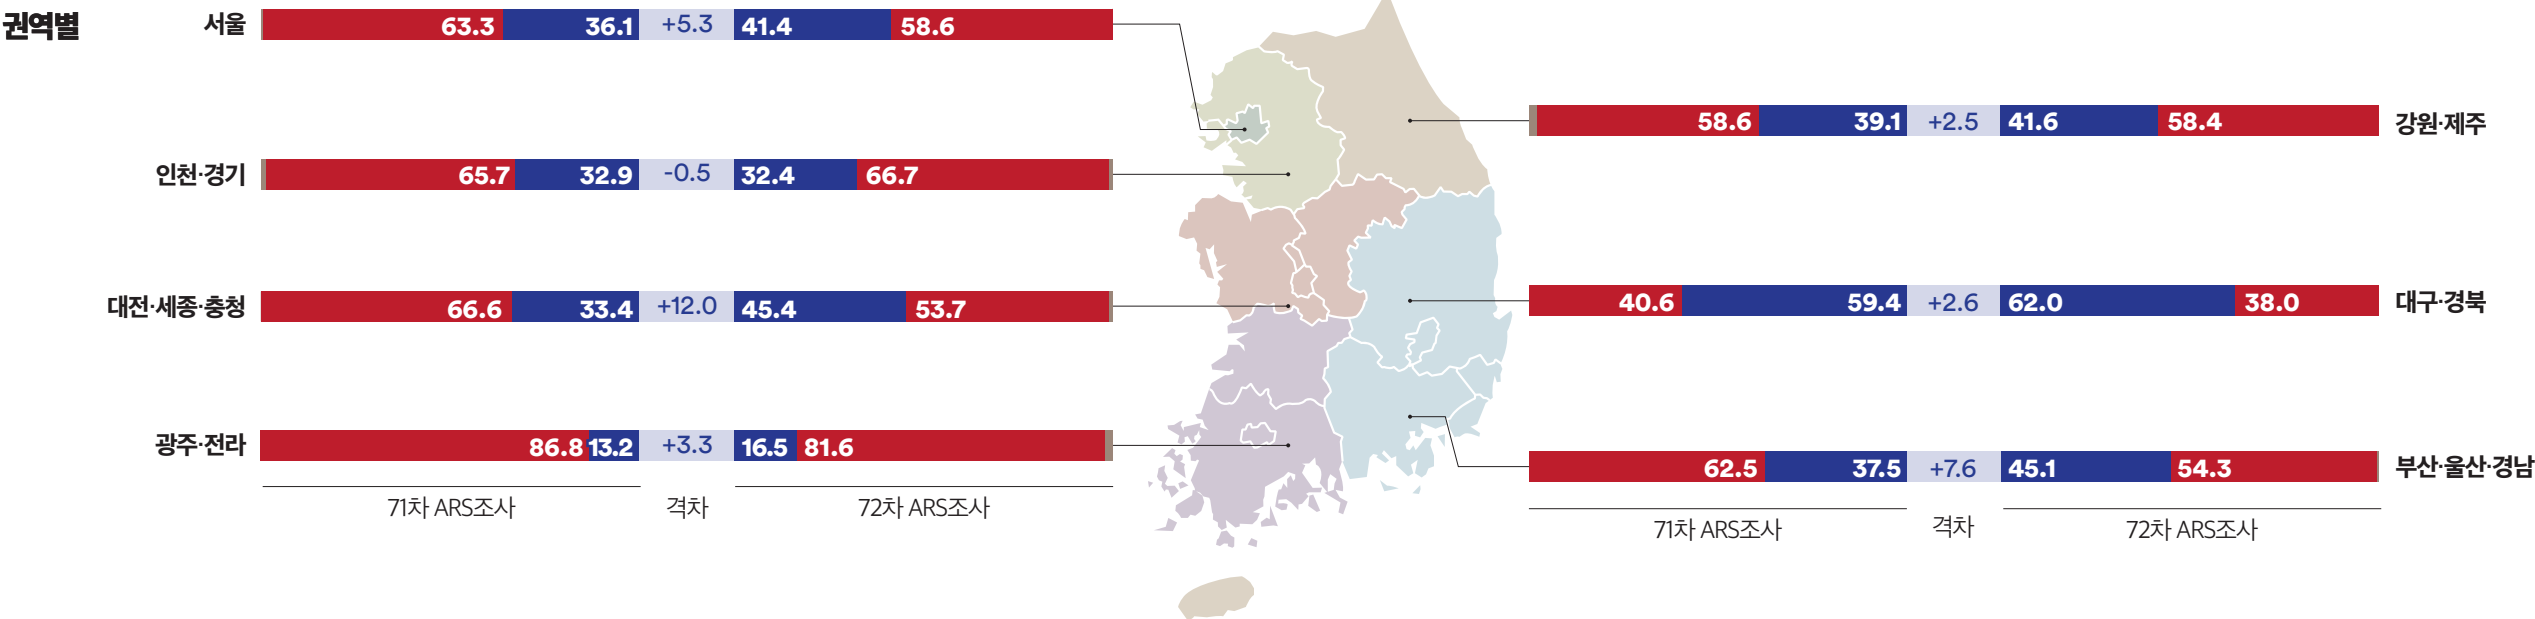 권역별
서울 63.3 36.1 +5.3 41.4 58.6
인천·경기 65.7 32.9 -0.5 32.4 66.7
대전·세종·충청 66.6 33.4 +12.0 45.4 53.7
광주·전라 86.8 13.2 +3.3 16.5 81.6
71차 ARS조사 격차 72차 ARS조사
58.6 39.1 +2.5 41.6 58.4 강원·제주
40.6 59.4 +2.6 62.0 38.0 대구·경북
62.5 37.5 +7.6 45.1 54.3 부산·울산·경남
71차 ARS조사 격차 72차 ARS조사